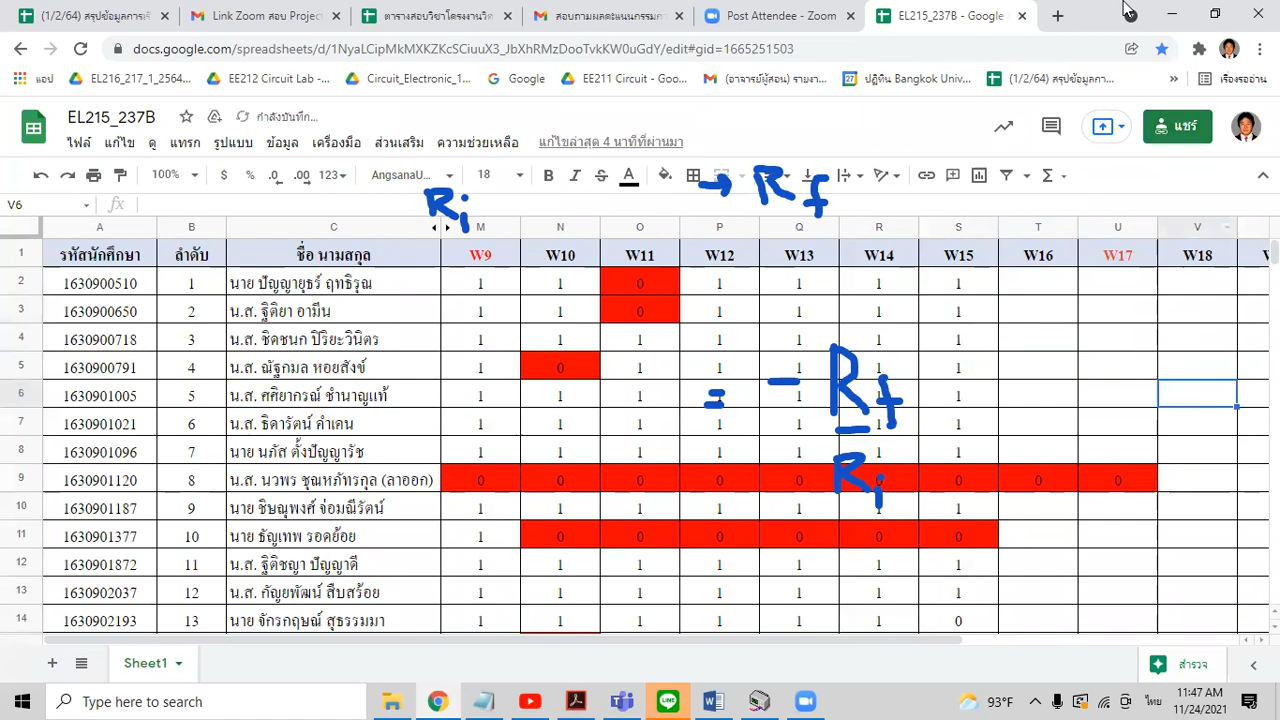 (1/2/64) สรุปข้อมูลการส Link Zoom สอบ Project ตารางสอบวิชาโครงงานวิศ สอบถามผลคะแนนกรรมกา Post Attendee - Zoom EL215_237B - Google
docs.google.com/spreadsheets/d/1NyaLCipMkMXKZKcSCiuuX3_JbXhRMzDooTvkKW0uGdY/edit#gid=1665251503
แอป EL216_217_1_2564... EE212 Circuit Lab -... Circuit_Electronic_T... Google EE211 Circuit - Goo... (อาจารย์ผู้สอน) รายงา... ปฏิทิน Bangkok Univ... (1/2/64) สรุปข้อมูลกา... » เรื่องรออ่าน
EL215_237B กำลังบันทึก... แชร์
ไฟล์ แก้ไข ดู แทรก รูปแบบ ข้อมูล เครื่องมือ ส่วนเสริม ความช่วยเหลือ แก้ไขล่าสุด 4 นาทีที่ผ่านมา
100% $ % .0 .00 123 AngsanaU... 18 B I S A Σ
Ri → Rf
V6 fx
A B C M N O P Q R S T U V
1 รหัสนักศึกษา ลำดับ ชื่อ นามสกุล W9 W10 W11 W12 W13 W14 W15 W16 W17 W18
2 1630900510 1 นาย ปัญญายุธร์ ฤทธิรุณ 1 1 0 1 1 1 1
3 1630900650 2 น.ส. ฐิติยา อามีน 1 1 0 1 1 1 1
4 1630900718 3 น.ส. ชิดชนก ปิริยะวินิตร 1 1 1 1 1 1 1
5 1630900791 4 น.ส. ณัฐกมล หอยสังข์ 1 0 1 1 1 1 1
6 1630901005 5 น.ส. ศศิยากรณ์ ชำนาญแท้ 1 1 1 1 1 1 1
= - Rf
7 1630901021 6 น.ส. ธิดารัตน์ คำเคน 1 1 1 1 1 1 1
8 1630901096 7 นาย นภัส ตั้งปัญญารัช 1 1 1 1 1 1 1
9 1630901120 8 น.ส. นวพร ชุณหภัทรกุล (ลาออก) 0 0 0 0 0 0 0 0 0
Ri
10 1630901187 9 นาย ชิษณุพงศ์ จ่อมณีรัตน์ 1 1 1 1 1 1 1
11 1630901377 10 นาย ธัญเทพ รอดย้อย 1 0 0 0 0 0 0
12 1630901872 11 น.ส. ฐิติชญา ปัญญาดี 1 1 1 1 1 1 1
13 1630902037 12 น.ส. กัญยพัฒน์ สืบสร้อย 1 1 1 1 1 1 1
14 1630902193 13 นาย จักรกฤษณ์ สุธรรมมา 1 1 1 1 1 1 0
Sheet1 สำรวจ
Type here to search 93°F ไทย 11:47 AM
11/24/2021